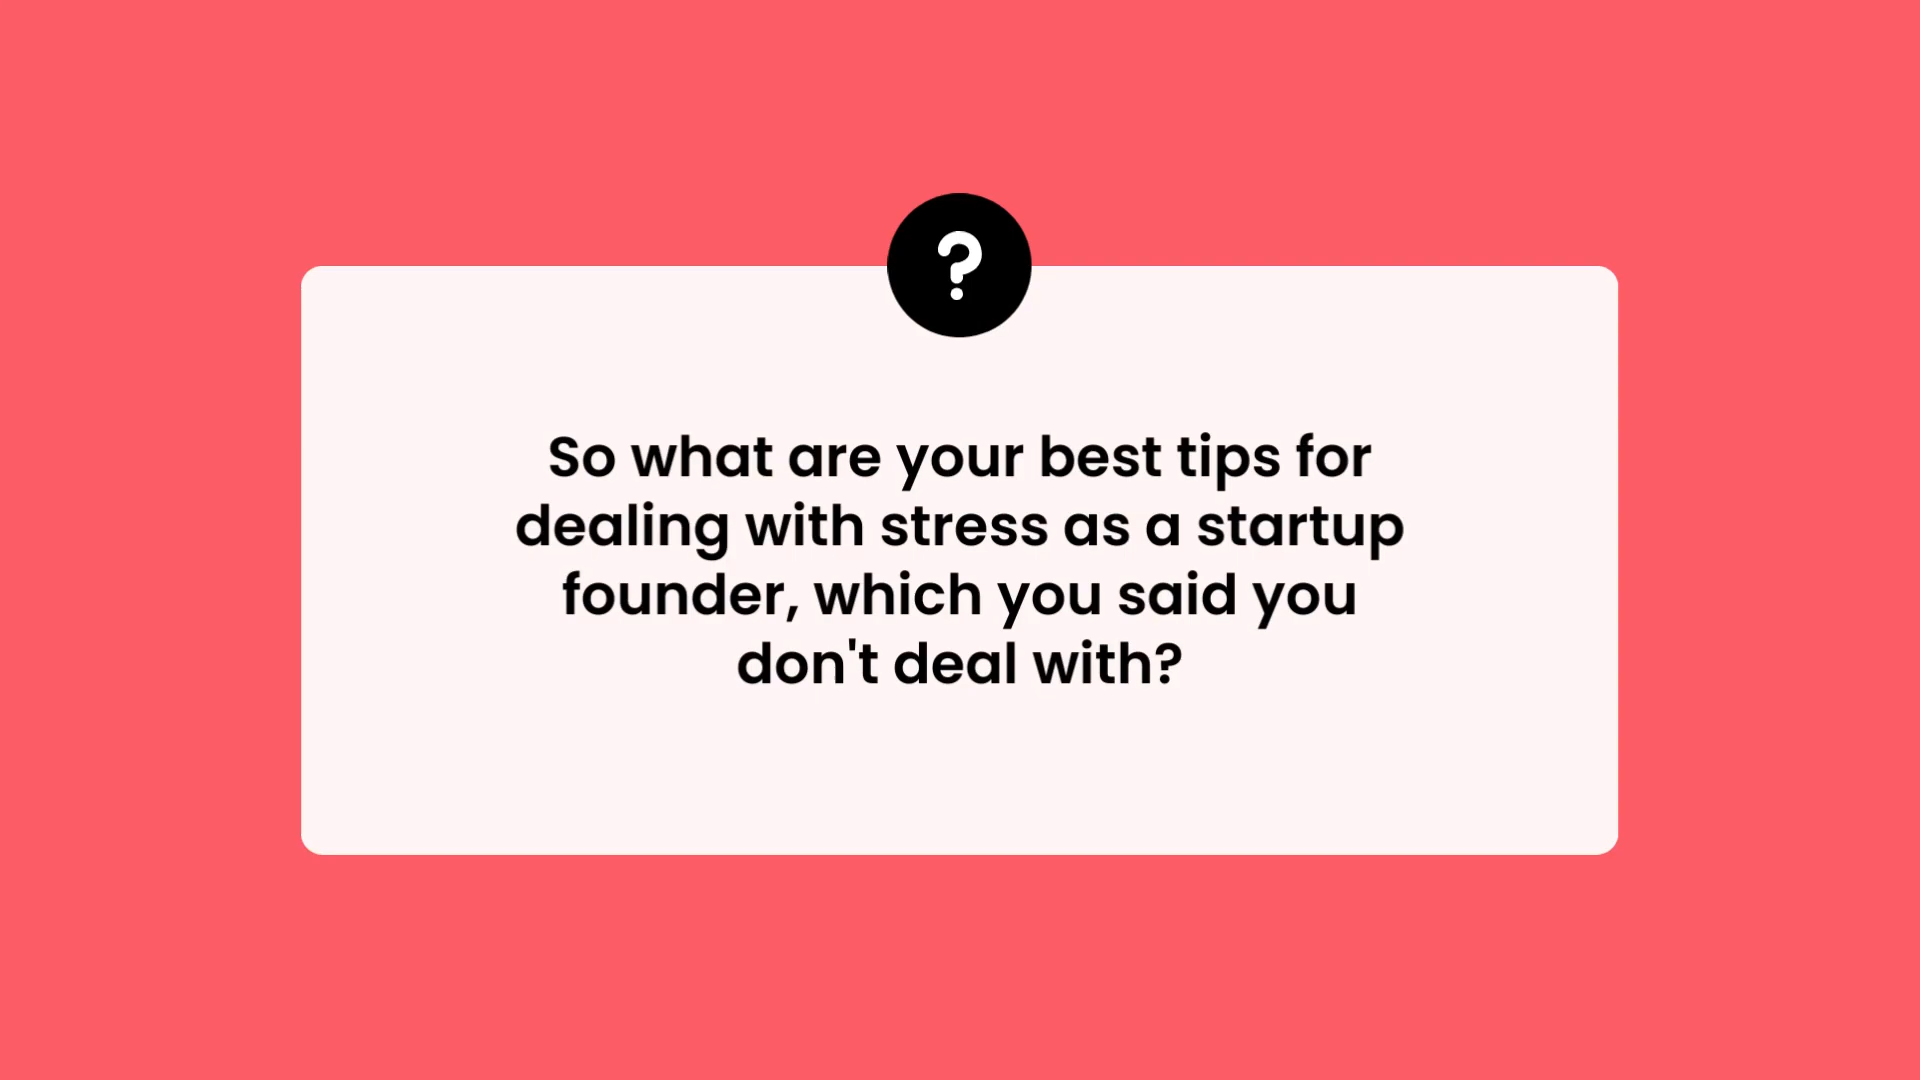 ?
So what are your best tips for
dealing with stress as a startup
founder, which you said you
don't deal with?